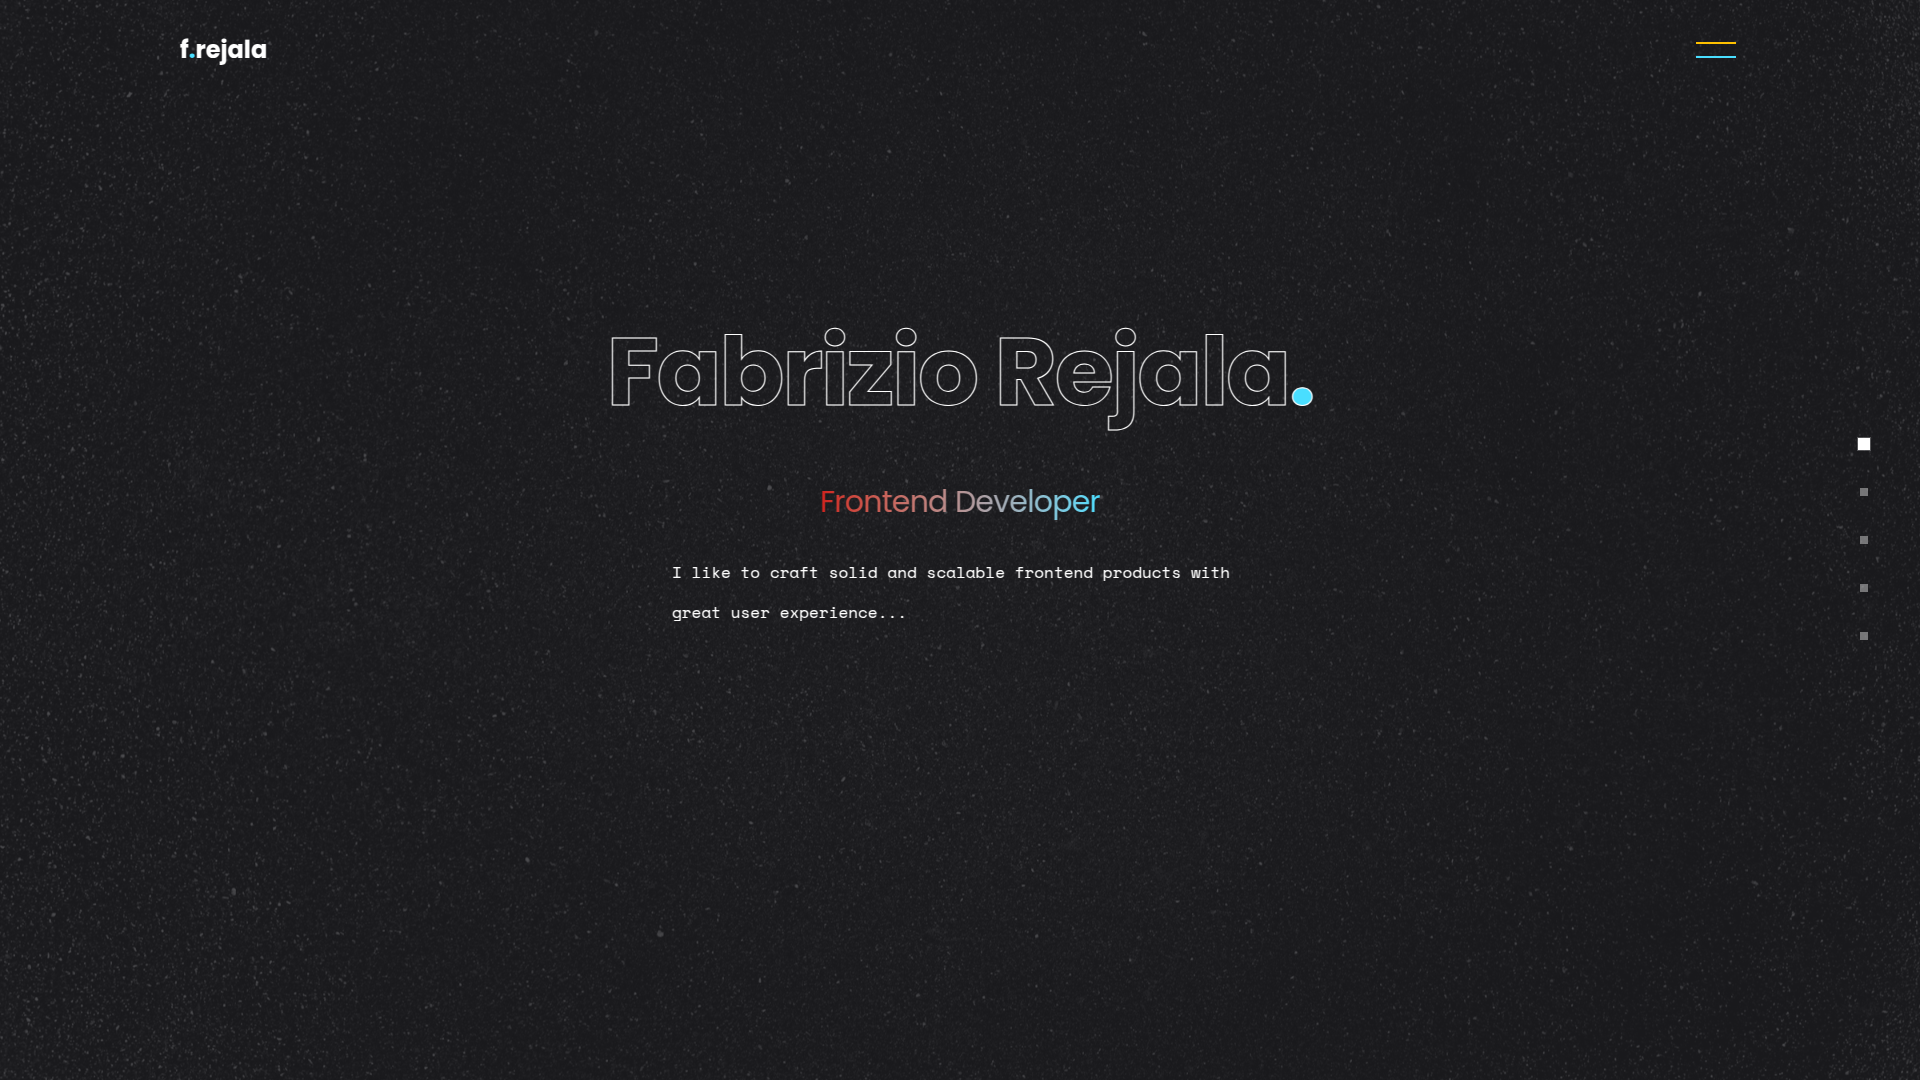 f.rejala
Fabrizio Rejala.
Frontend Developer
I like to craft solid and scalable frontend products with
great user experience...